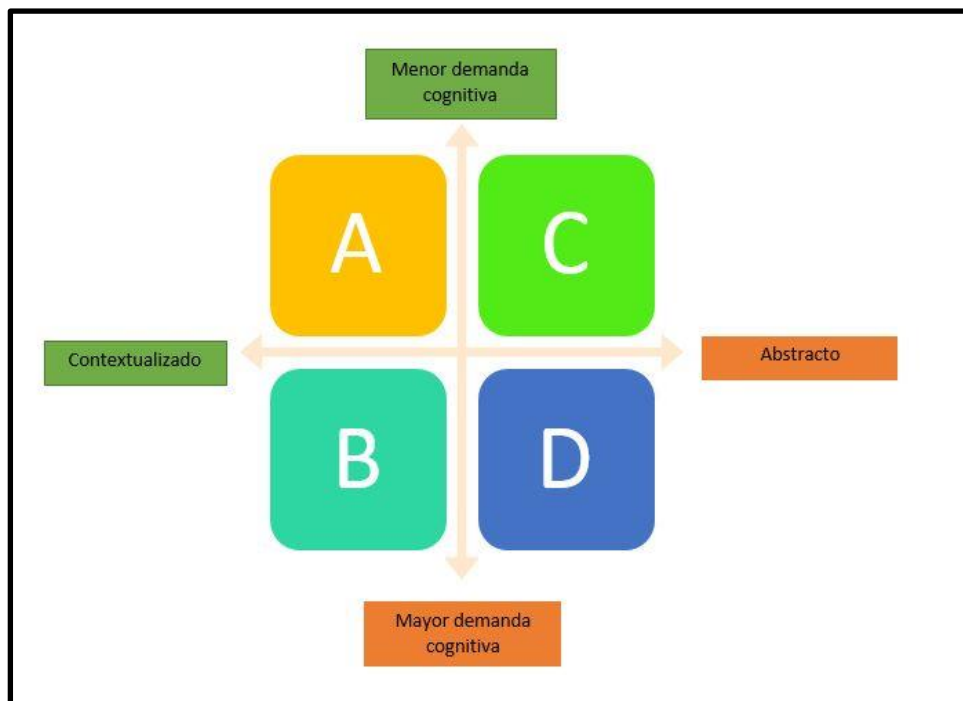 Menor demanda
cognitiva
A
C
Contextualizado
Abstracto
B
D
Mayor demanda
cognitiva